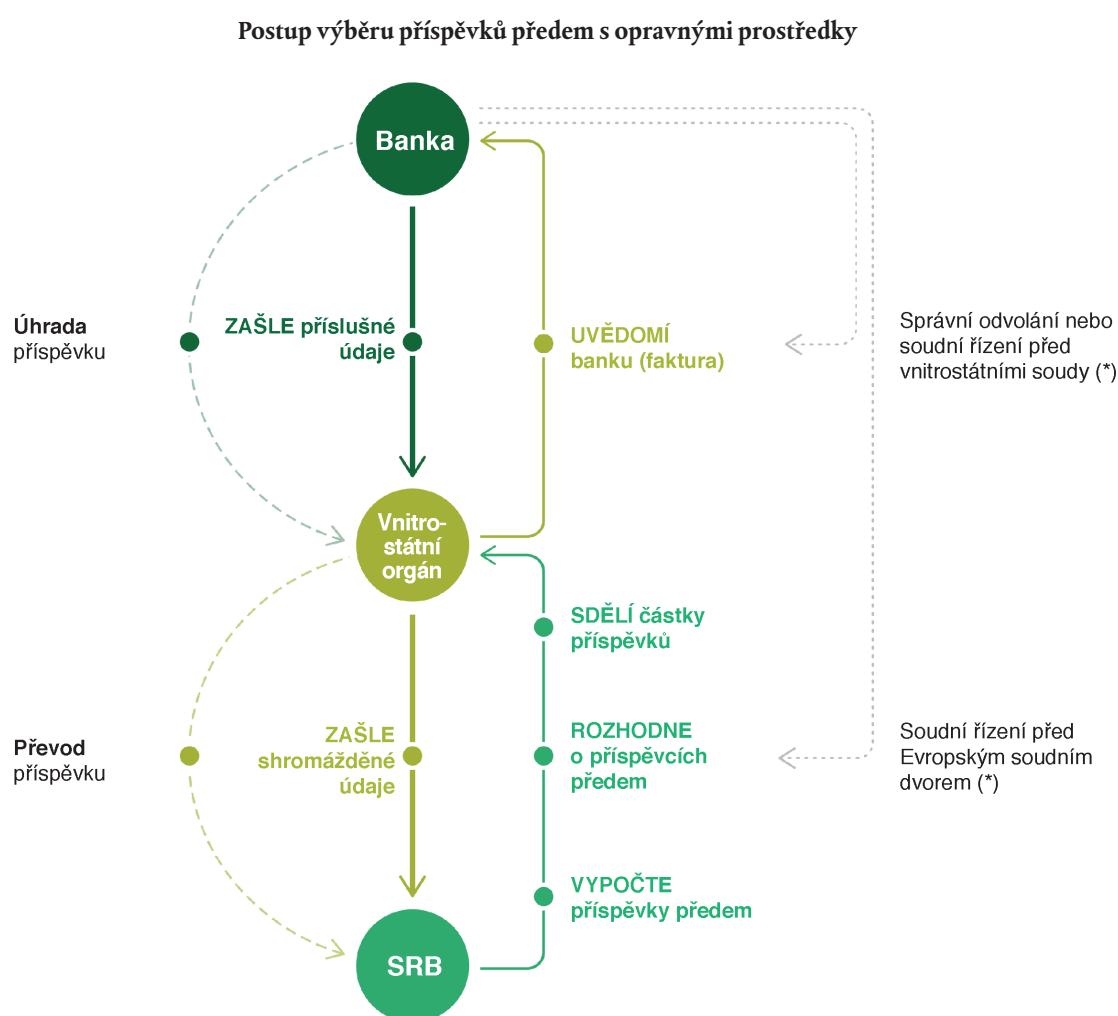 Postup výběru příspěvků předem s opravnými prostředky
Banka
Úhrada
příspěvku
ZAŠLE příslušné
údaje
UVĚDOMÍ
banku (faktura)
Správní odvolání nebo
soudní řízení před
vnitrostátními soudy (*)
Vnitro-
státní
orgán
SDĚLÍ částky
příspěvků
Převod
příspěvku
ZAŠLE
shromážděné
údaje
ROZHODNE
o příspěvcích
předem
Soudní řízení před
Evropským soudním
dvorem (*)
VYPOČTE
příspěvky předem
SRB